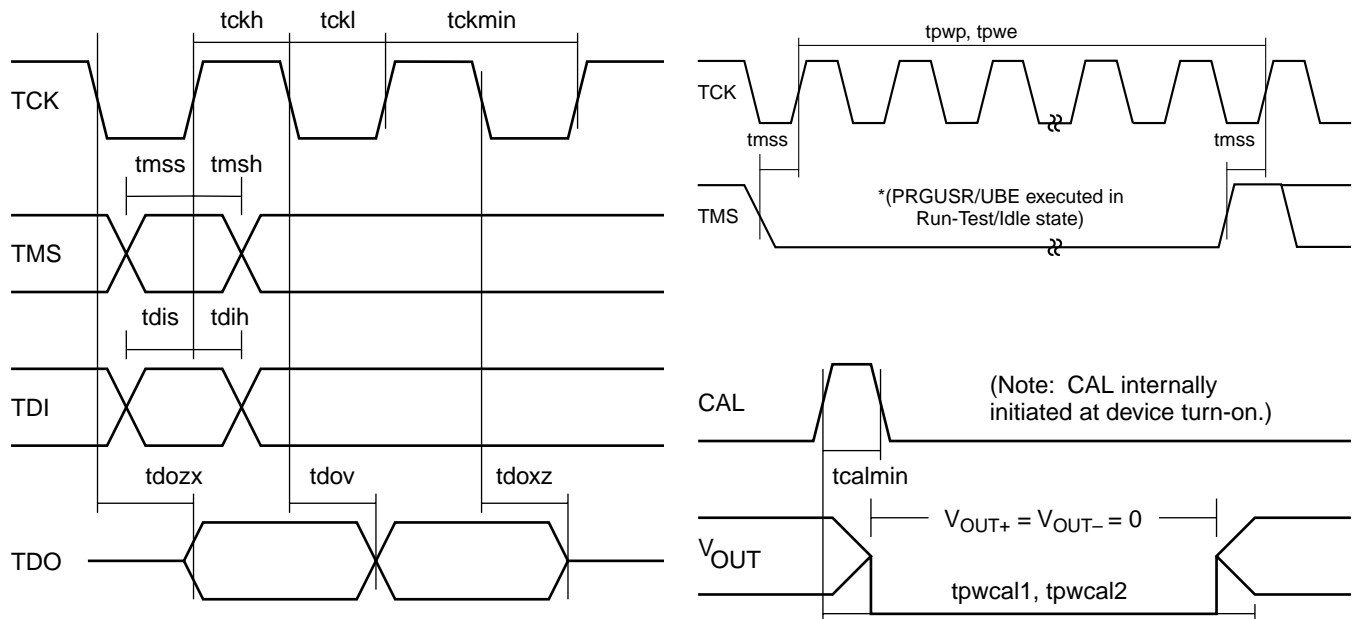 tckh tckl tckmin
TCK
tmss tmsh
TMS
tdis tdih
TDI
tdozx tdov tdoxz
TDO
tpwp, tpwe
TCK
tmss tmss
TMS
*(PRGUSR/UBE executed in
Run-Test/Idle state)
CAL
(Note: CAL internally
initiated at device turn-on.)
tcalmin
VOUT+ = VOUT– = 0
VOUT
tpwcal1, tpwcal2